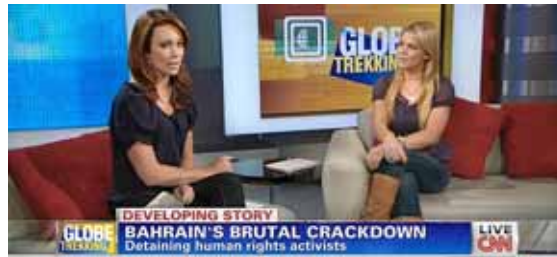 GLOBE
TREKKING
DEVELOPING STORY
GLOBE
TREKKING
BAHRAIN'S BRUTAL CRACKDOWN
Detaining human rights activists
LIVE
CNN